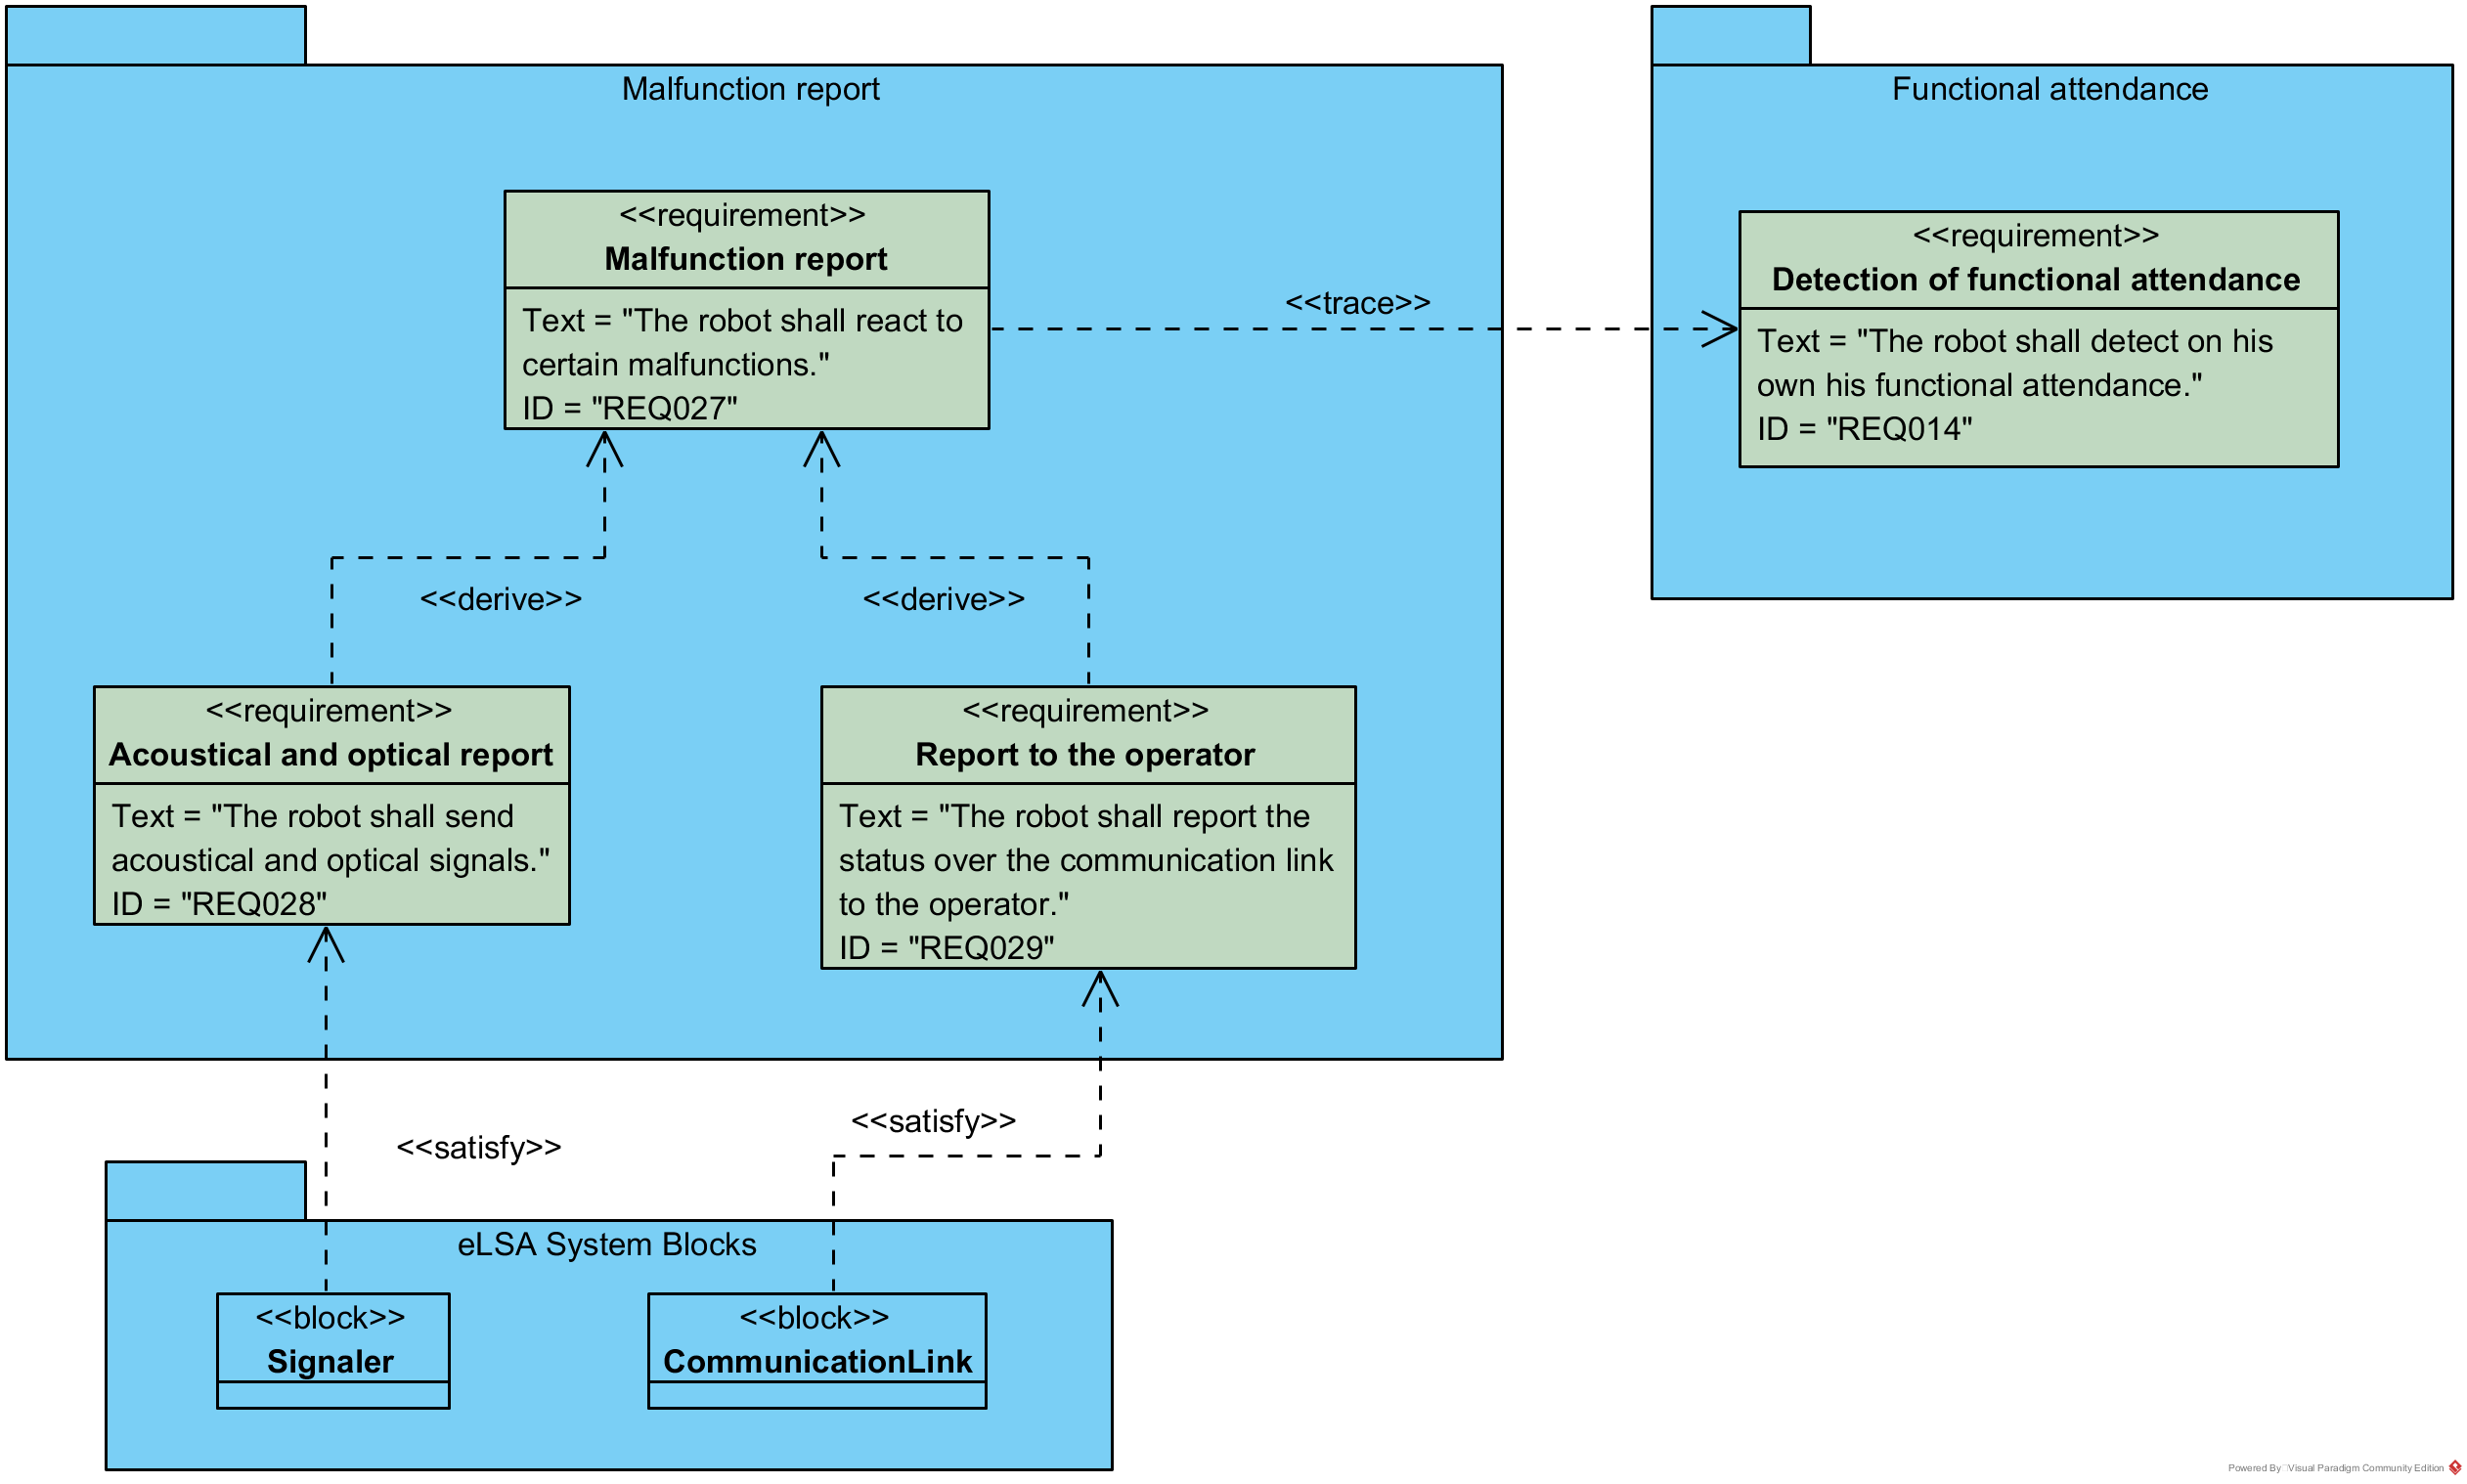 Malfunction report
Functional attendance
<<requirement>>
Malfunction report
Text = "The robot shall react to
certain malfunctions."
ID = "REQ027"
<<trace>>
<<requirement>>
Detection of functional attendance
Text = "The robot shall detect on his
own his functional attendance."
ID = "REQ014"
<<derive>>
<<derive>>
<<requirement>>
Acoustical and optical report
Text = "The robot shall send
acoustical and optical signals."
ID = "REQ028"
<<requirement>>
Report to the operator
Text = "The robot shall report the
status over the communication link
to the operator."
ID = "REQ029"
<<satisfy>>
<<satisfy>>
eLSA System Blocks
<<block>>
Signaler
<<block>>
CommunicationLink
Powered By Visual Paradigm Community Edition